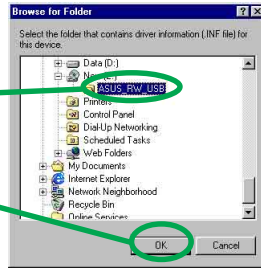 Browse for Folder
Select the folder that contains driver information (.INF file) for
this device.
Data (D:)
New (E:)
ASUS_RW_USB
Printers
Control Panel
Dial-Up Networking
Scheduled Tasks
Web Folders
My Documents
Internet Explorer
Network Neighborhood
Recycle Bin
Online Services
OK
Cancel